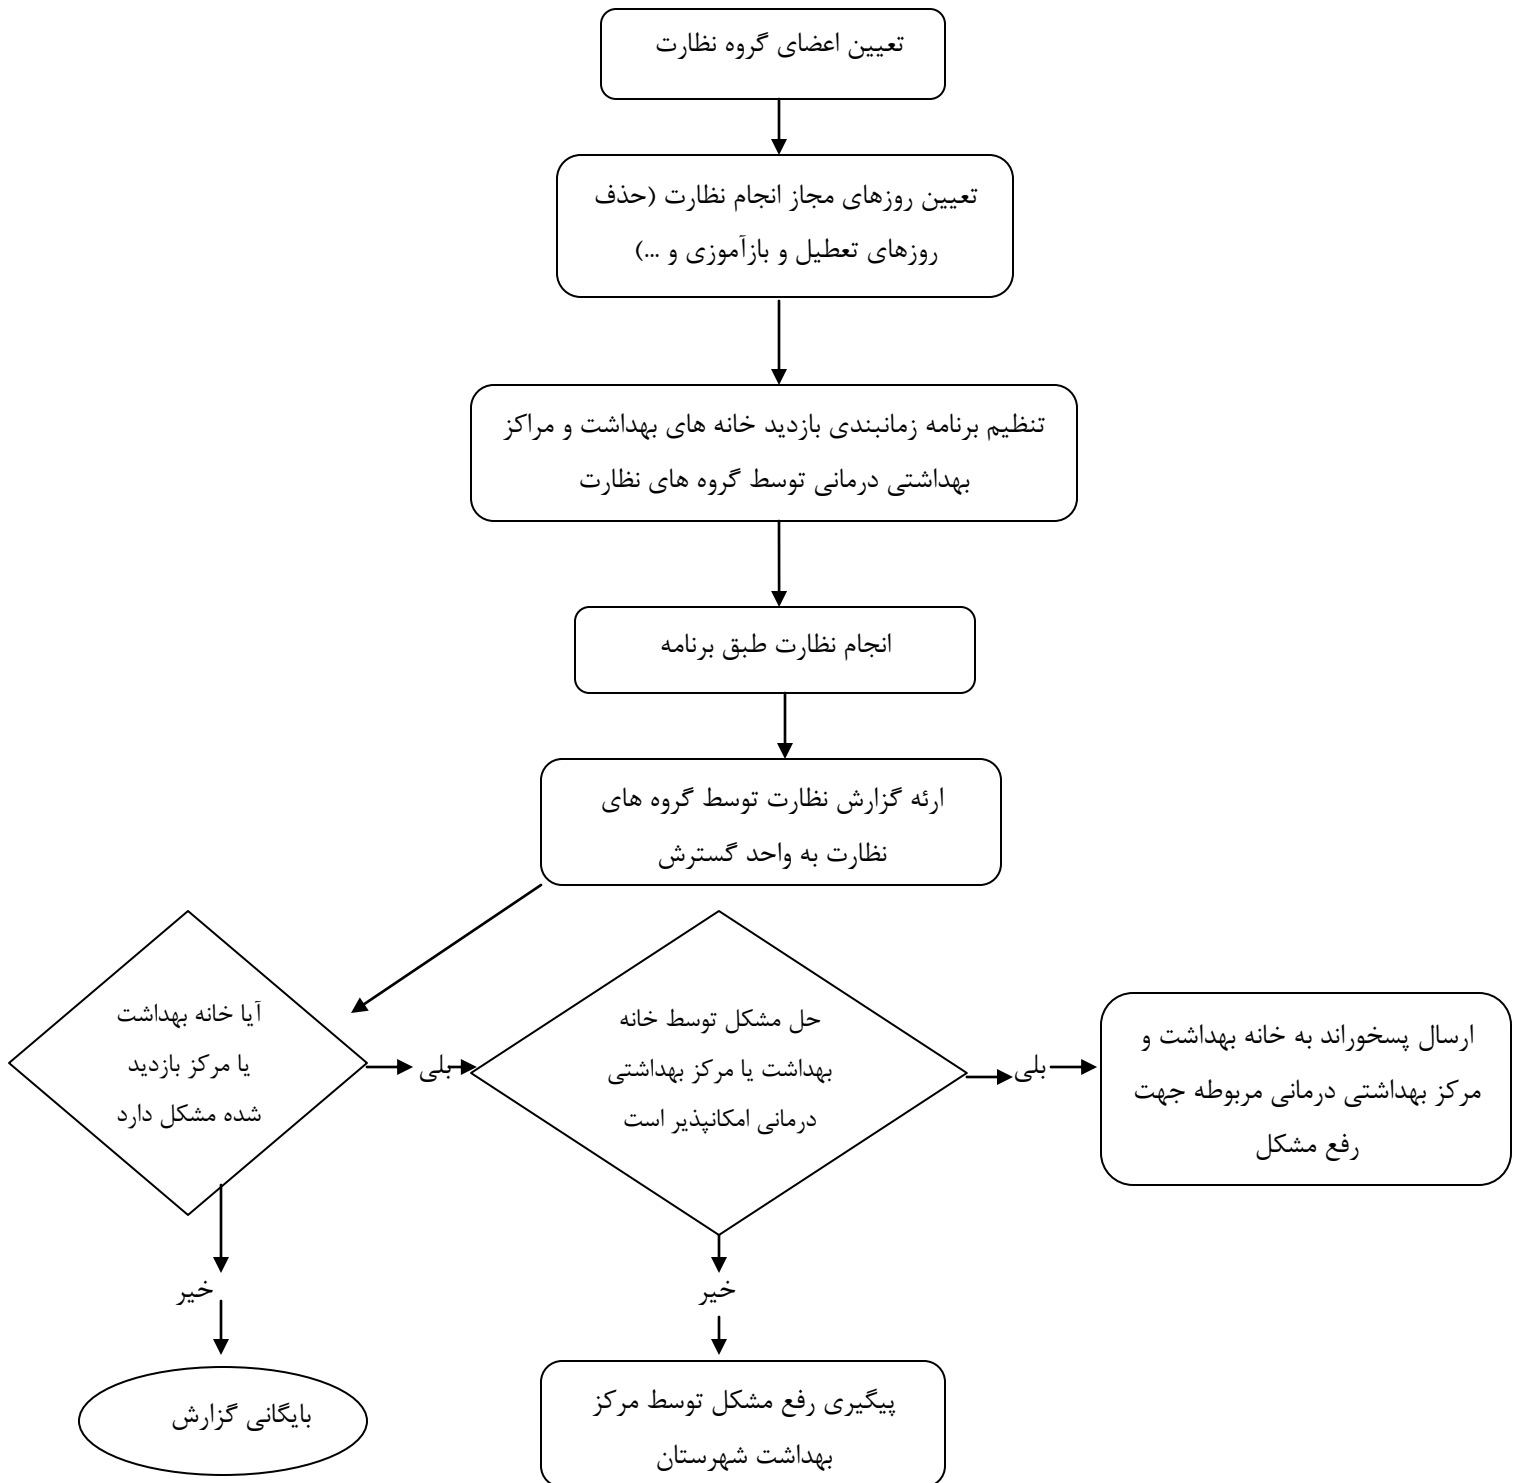 تعیین اعضای گروه نظارت
تعیین روزهای مجاز انجام نظارت (حذف
روزهای تعطیل و بازآموزی و ...)
تنظیم برنامه زمانبندی بازدید خانه های بهداشت و مراکز
بهداشتی درمانی توسط گروه های نظارت
انجام نظارت طبق برنامه
ارئه گزارش نظارت توسط گروه های
نظارت به واحد گسترش
آیا خانه بهداشت
یا مرکز بازدید
شده مشکل دارد
بلی
حل مشکل توسط خانه
بهداشت یا مرکز بهداشتی
درمانی امکانپذیر است
بلی
ارسال پسخوراند به خانه بهداشت و
مرکز بهداشتی درمانی مربوطه جهت
رفع مشکل
خیر
خیر
بایگانی گزارش
پیگیری رفع مشکل توسط مرکز
بهداشت شهرستان